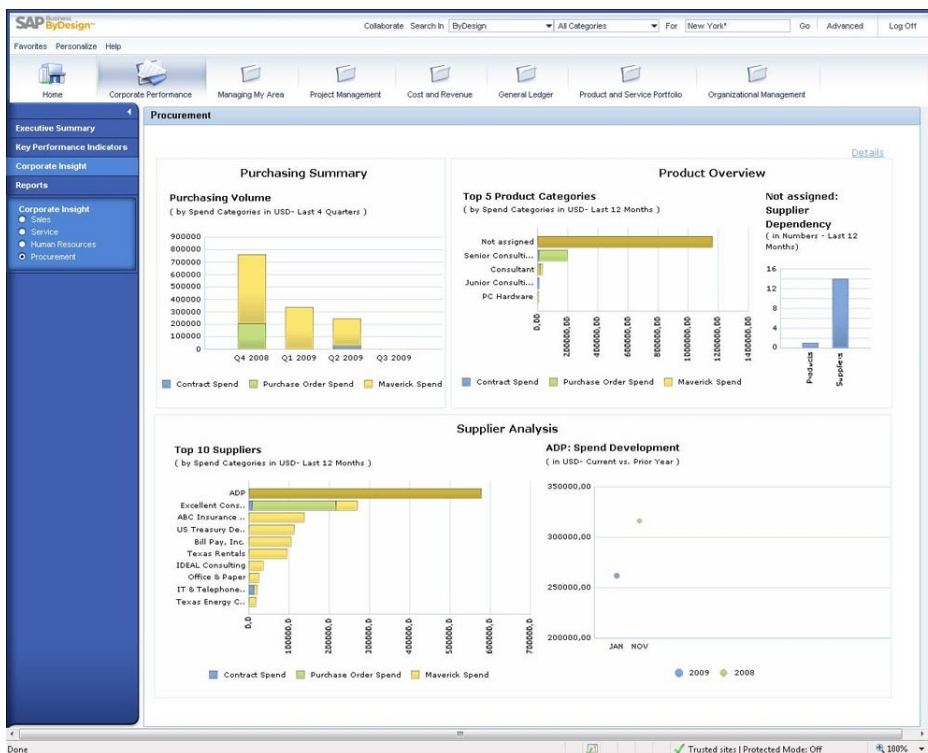 SAP Business ByDesign
Collaborate Search In ByDesign All Categories For New York* Go Advanced Log Off
Favorites Personalize Help
Home Corporate Performance Managing My Area Project Management Cost and Revenue General Ledger Product and Service Portfolio Organizational Management
Procurement
Executive Summary
Key Performance Indicators
Corporate Insight
Reports
Corporate Insight
Sales
Service
Human Resources
Procurement
Details
Purchasing Summary
Purchasing Volume
( by Spend Categories in USD- Last 4 Quarters )
900000
800000
700000
600000
500000
400000
300000
200000
100000
0
Q4 2008 Q1 2009 Q2 2009 Q3 2009
Contract Spend Purchase Order Spend Maverick Spend
Product Overview
Top 5 Product Categories
( by Spend Categories in USD- Last 12 Months )
Not assigned
Senior Consulti...
Consultant
Junior Consulti...
PC Hardware
0,00 200000,00 400000,00 600000,00 800000,00 1000000,00 1200000,00 1400000,00
Contract Spend Purchase Order Spend Maverick Spend
Not assigned:
Supplier
Dependency
( in Numbers - Last 12
Months)
16
12
8
4
0
Products Suppliers
Supplier Analysis
Top 10 Suppliers
( by Spend Categories in USD- Last 12 Months )
ADP
Excellent Cons..
ABC Insurance ..
US Treasury De..
Bill Pay, Inc.
Texas Rentals
IDEAL Consulting
Office & Paper
IT & Telephone..
Texas Energy C..
0,0 100000,0 200000,0 300000,0 400000,0 500000,0 600000,0 700000,0
Contract Spend Purchase Order Spend Maverick Spend
ADP: Spend Development
( in USD- Current vs. Prior Year )
350000,00
300000,00
250000,00
200000,00
JAN NOV
2009 2008
Done Trusted sites | Protected Mode: Off 100%